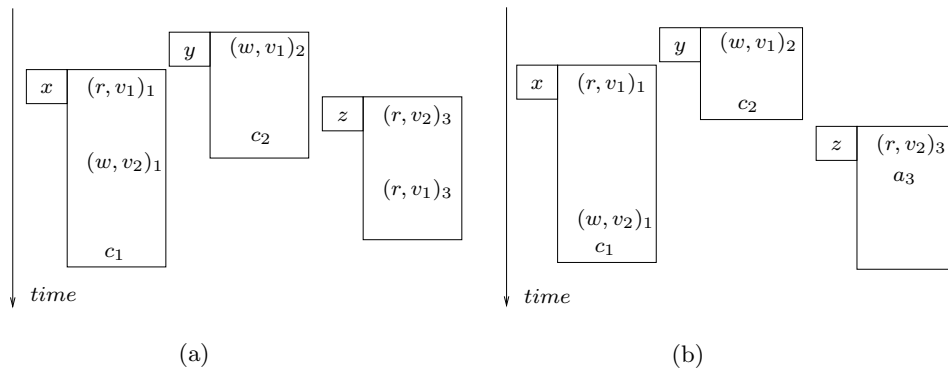 y (w, v₁)₂
x (r, v₁)₁
z (r, v₂)₃
c₂
(w, v₂)₁
(r, v₁)₃
c₁
time
(a)
y (w, v₁)₂
x (r, v₁)₁
c₂
z (r, v₂)₃
a₃
(w, v₂)₁
c₁
time
(b)